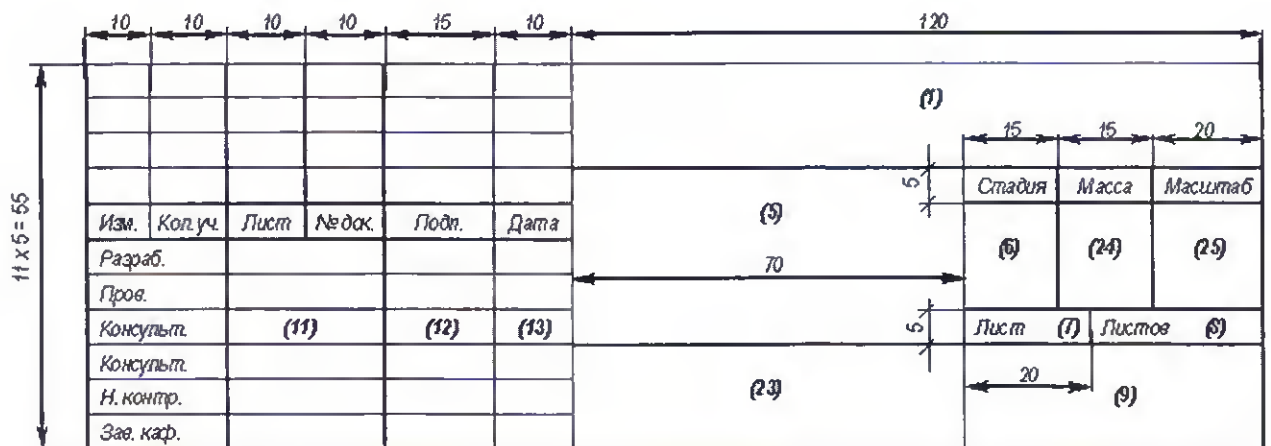 10 10 10 10 15 10 120
(1)
15 15 20
5 Стадия Масса Масштаб
(5)
11 x 5 = 55
Изм. Кол.уч. Лист № док. Подп. Дата
(6) (24) (25)
Разраб.
70
Пров.
Консульт. (11) (12) (13) 5 Лист (7) Листов (8)
Консульт.
20
Н. контр. (23) (9)
Зав. каф.